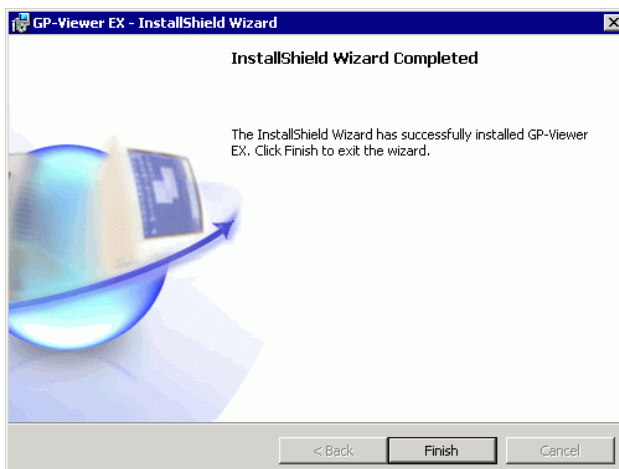 GP-Viewer EX - InstallShield Wizard
InstallShield Wizard Completed
The InstallShield Wizard has successfully installed GP-Viewer
EX. Click Finish to exit the wizard.
< Back Finish Cancel